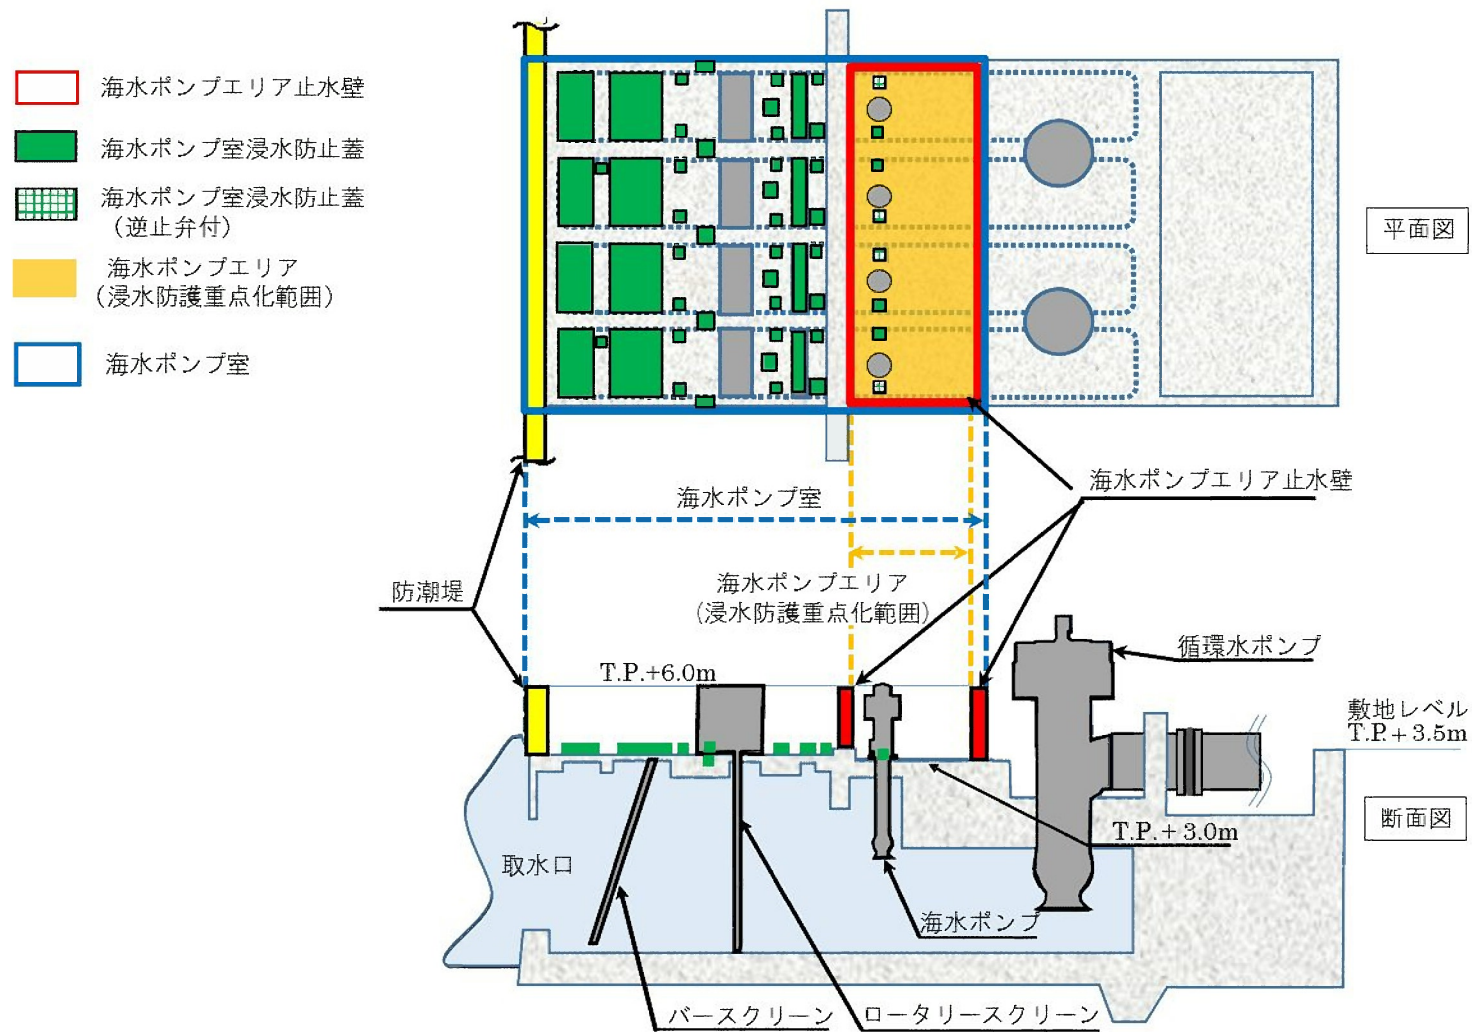 海水ポンプエリア止水壁
海水ポンプ室浸水防止蓋
海水ポンプ室浸水防止蓋
（逆止弁付）
海水ポンプエリア
（浸水防護重点化範囲）
海水ポンプ室
平面図
海水ポンプエリア止水壁
海水ポンプ室
海水ポンプエリア
（浸水防護重点化範囲）
防潮堤
T.P.+6.0m
循環水ポンプ
敷地レベル
T.P.+3.5m
断面図
T.P.+3.0m
取水口
海水ポンプ
バースクリーン
ロータリースクリーン